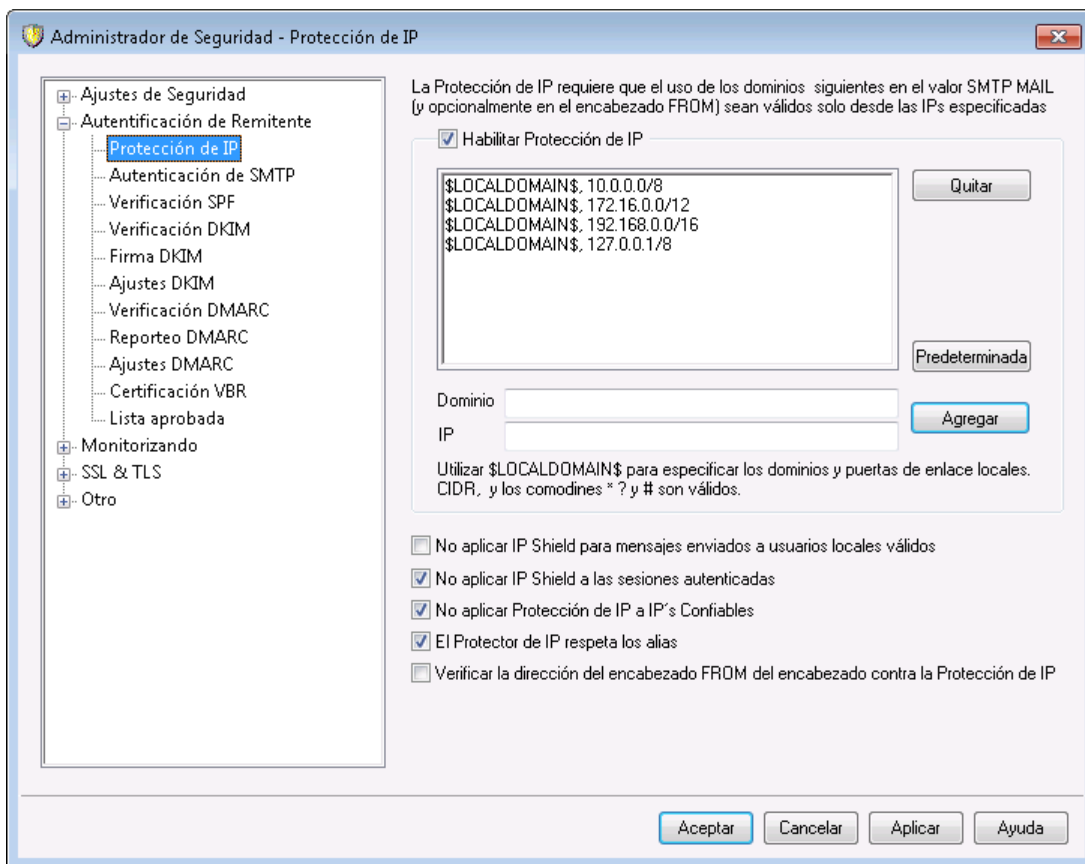 Administrador de Seguridad - Protección de IP
Ajustes de Seguridad
Autentificación de Remitente
Protección de IP
Autenticación de SMTP
Verificación SPF
Verificación DKIM
Firma DKIM
Ajustes DKIM
Verificación DMARC
Reporteo DMARC
Ajustes DMARC
Certificación VBR
Lista aprobada
Monitorizando
SSL & TLS
Otro
La Protección de IP requiere que el uso de los dominios siguientes en el valor SMTP MAIL
(y opcionalmente en el encabezado FROM) sean válidos solo desde las IPs especificadas
Habilitar Protección de IP
$LOCALDOMAIN$, 10.0.0.0/8
$LOCALDOMAIN$, 172.16.0.0/12
$LOCALDOMAIN$, 192.168.0.0/16
$LOCALDOMAIN$, 127.0.0.1/8
Quitar
Predeterminada
Dominio
IP
Agregar
Utilizar $LOCALDOMAIN$ para especificar los dominios y puertas de enlace locales.
CIDR, y los comodines * ? y # son válidos.
No aplicar IP Shield para mensajes enviados a usuarios locales válidos
No aplicar IP Shield a las sesiones autenticadas
No aplicar Protección de IP a IP´s Confiables
El Protector de IP respeta los alias
Verificar la dirección del encabezado FROM del encabezado contra la Protección de IP
Aceptar
Cancelar
Aplicar
Ayuda